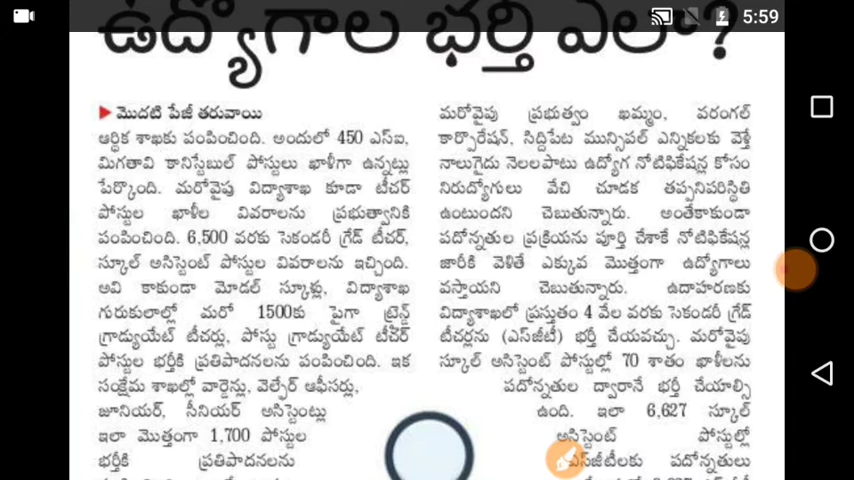 5:59
ఉద్యోగాల భర్తీ ఎలా?
మొదటి పేజీ తరువాయి
ఆర్థిక శాఖకు పంపించింది. అందులో 450 ఎస్ఐ,
మిగతావి కానిస్టేబుల్ పోస్టులు ఖాళీగా ఉన్నట్లు
పేర్కొంది. మరోవైపు విద్యాశాఖ కూడా టీచర్
పోస్టుల ఖాళీల వివరాలను ప్రభుత్వానికి
పంపించింది. 6,500 వరకు సెకండరీ గ్రేడ్ టీచర్,
స్కూల్ అసిస్టెంట్ పోస్టుల వివరాలను ఇచ్చింది.
అవి కాకుండా మోడల్ స్కూళ్లు, విద్యాశాఖ
గురుకులాల్లో మరో 1500కు పైగా ట్రైన్డ్
గ్రాడ్యుయేట్ టీచర్లు, పోస్టు గ్రాడ్యుయేట్ టీచర్
పోస్టుల భర్తీకి ప్రతిపాదనలను పంపించింది. ఇక
సంక్షేమ శాఖల్లో వార్డెన్లు, వెల్ఫేర్ ఆఫీసర్లు,
జూనియర్, సీనియర్ అసిస్టెంట్లు
ఇలా మొత్తంగా 1,700 పోస్టుల
భర్తీకి ప్రతిపాదనలను
మరోవైపు ప్రభుత్వం ఖమ్మం, వరంగల్
కార్పొరేషన్, సిద్దిపేట మున్సిపల్ ఎన్నికలకు వెళ్తే
నాలుగైదు నెలలపాటు ఉద్యోగ నోటిఫికేషన్ల కోసం
నిరుద్యోగులు వేచి చూడక తప్పనిపరిస్థితి
ఉంటుందని చెబుతున్నారు. అంతేకాకుండా
పదోన్నతుల ప్రక్రియను పూర్తి చేశాకే నోటిఫికేషన్ల
జారీకి వెళితే ఎక్కువ మొత్తంగా ఉద్యోగాలు
వస్తాయని చెబుతున్నారు. ఉదాహరణకు
విద్యాశాఖలో ప్రస్తుతం 4 వేల వరకు సెకండరీ గ్రేడ్
టీచర్లను (ఎస్‌జీటీ) భర్తీ చేయవచ్చు. మరోవైపు
స్కూల్ అసిస్టెంట్ పోస్టుల్లో 70 శాతం ఖాళీలను
పదోన్నతుల ద్వారానే భర్తీ చేయాల్సి
ఉంది. ఇలా 6,627 స్కూల్
అసిస్టెంట్ పోస్టుల్లో
ఎస్‌జీటీలకు పదోన్నతులు